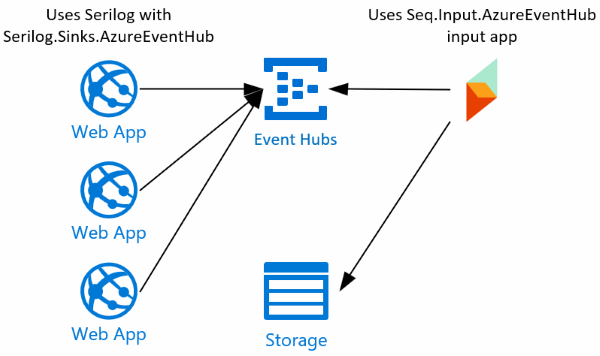 Uses Serilog with
Serilog.Sinks.AzureEventHub
Uses Seq.Input.AzureEventHub
input app
Web App
Event Hubs
Web App
Web App
Storage